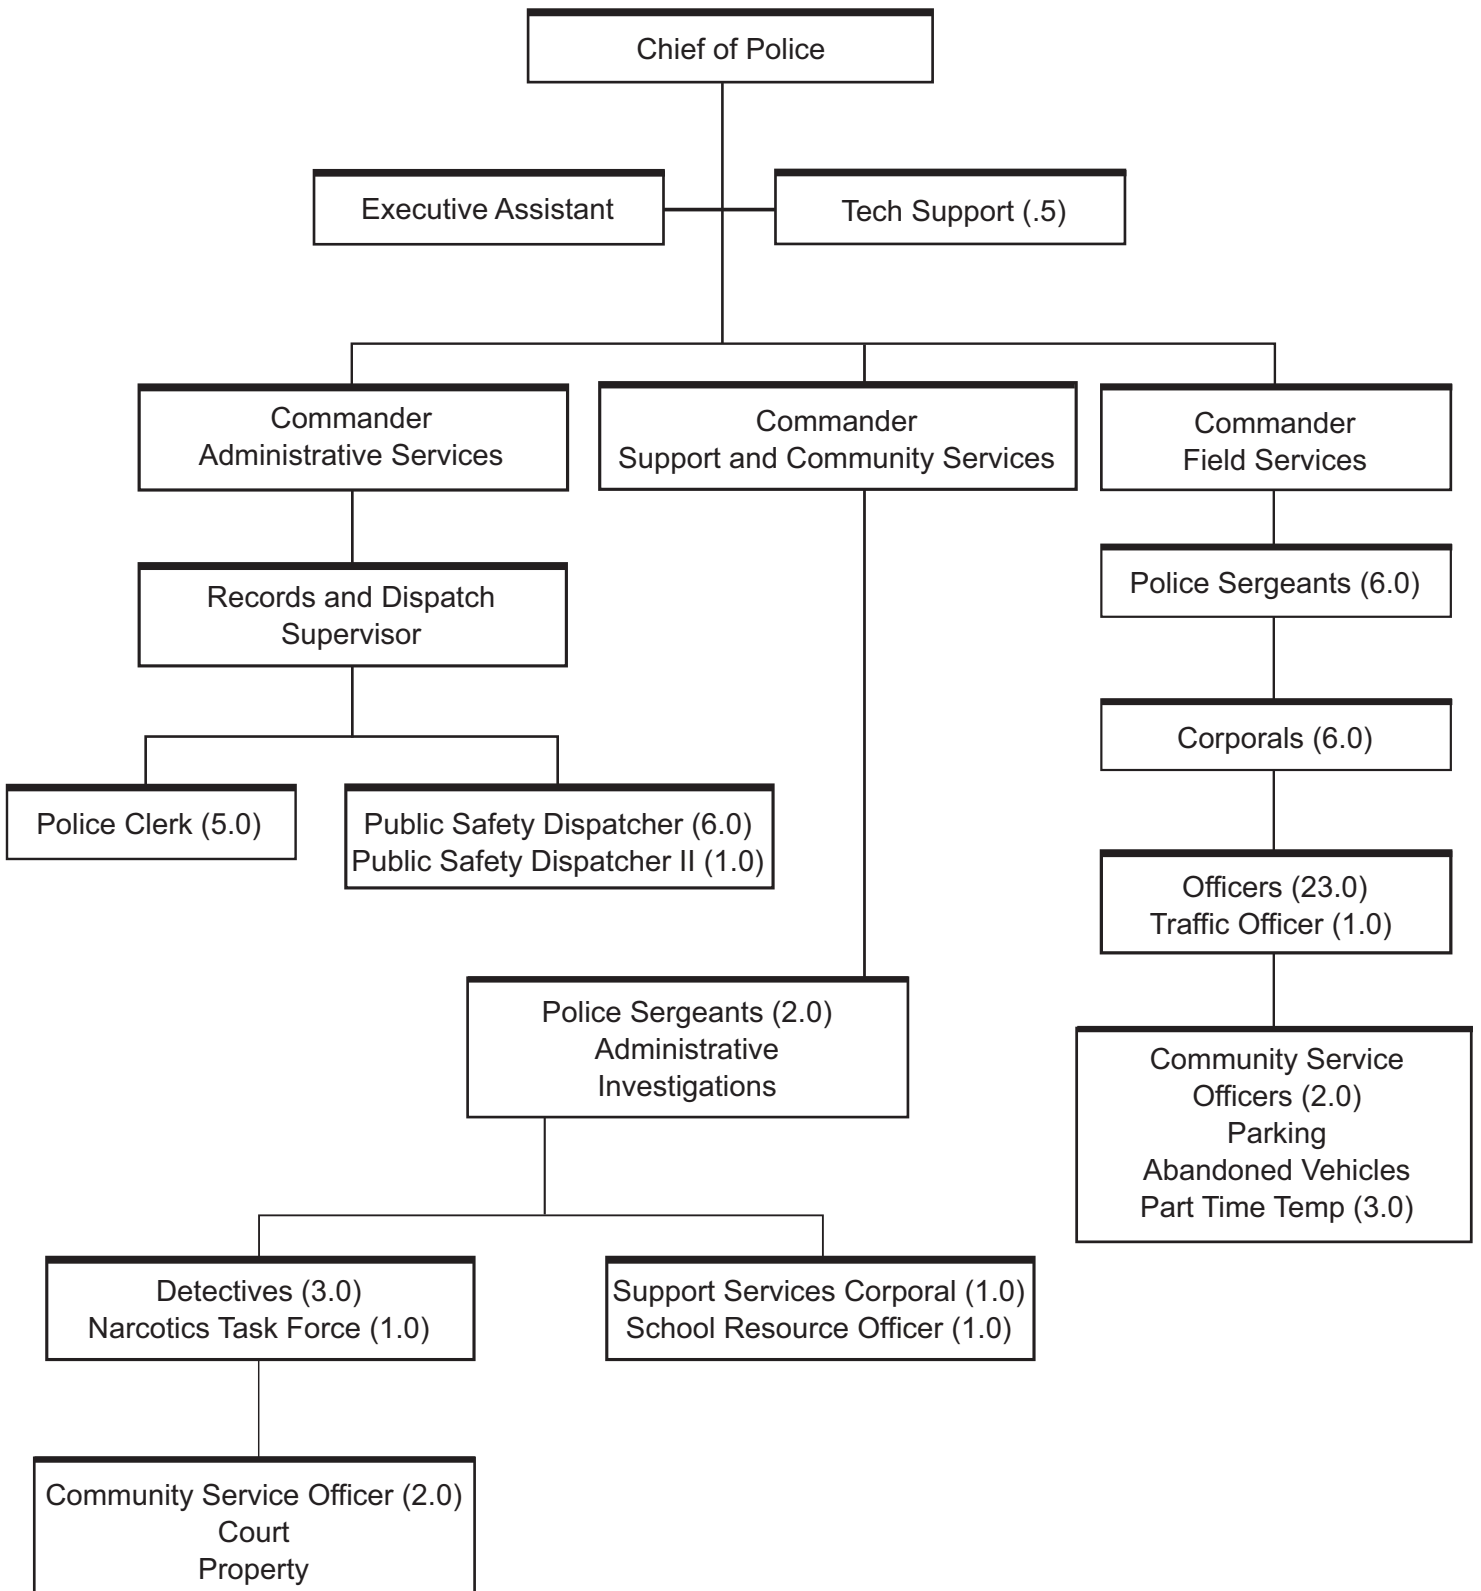 Chief of Police
Executive Assistant
Tech Support (.5)
Commander
Administrative Services
Commander
Support and Community Services
Commander
Field Services
Records and Dispatch
Supervisor
Police Sergeants (6.0)
Corporals (6.0)
Police Clerk (5.0)
Public Safety Dispatcher (6.0)
Public Safety Dispatcher II (1.0)
Officers (23.0)
Traffic Officer (1.0)
Police Sergeants (2.0)
Administrative
Investigations
Community Service
Officers (2.0)
Parking
Abandoned Vehicles
Part Time Temp (3.0)
Detectives (3.0)
Narcotics Task Force (1.0)
Support Services Corporal (1.0)
School Resource Officer (1.0)
Community Service Officer (2.0)
Court
Property